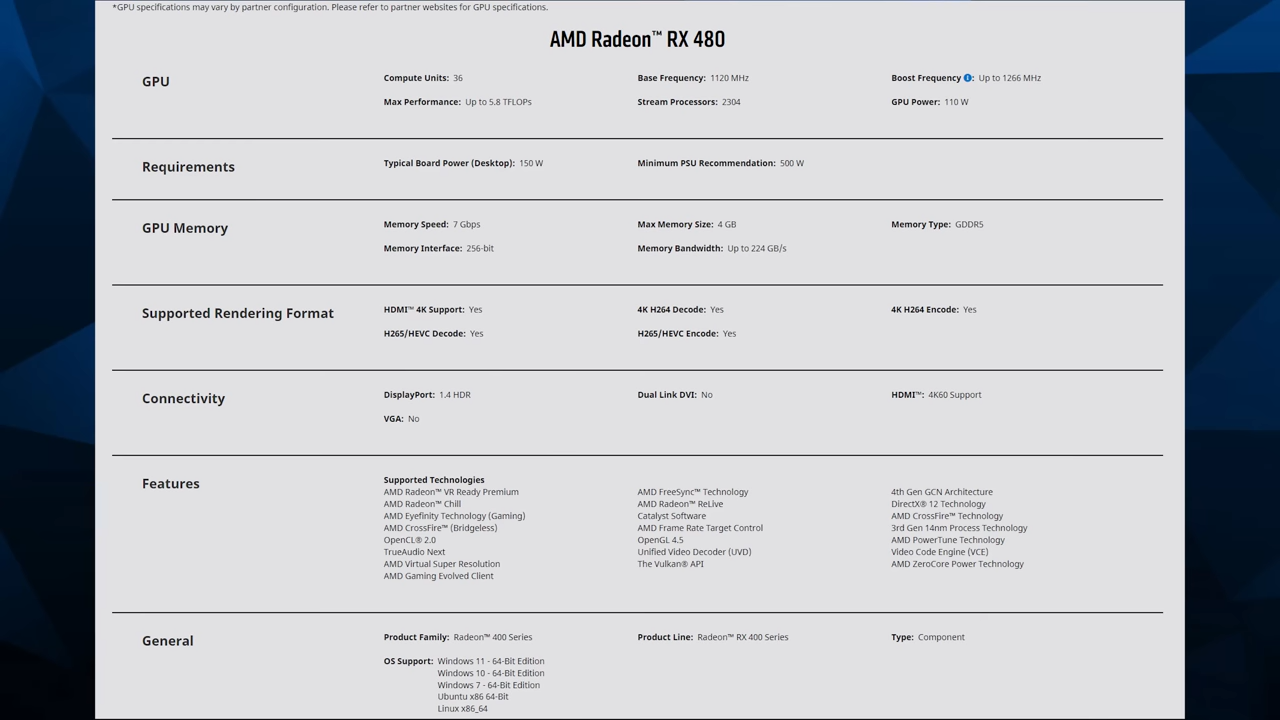 *GPU specifications may vary by partner configuration. Please refer to partner websites for GPU specifications.
AMD Radeon™ RX 480
GPU
Compute Units: 36
Base Frequency: 1120 MHz
Boost Frequency i: Up to 1266 MHz
Max Performance: Up to 5.8 TFLOPs
Stream Processors: 2304
GPU Power: 110 W
Requirements
Typical Board Power (Desktop): 150 W
Minimum PSU Recommendation: 500 W
GPU Memory
Memory Speed: 7 Gbps
Max Memory Size: 4 GB
Memory Type: GDDR5
Memory Interface: 256-bit
Memory Bandwidth: Up to 224 GB/s
Supported Rendering Format
HDMI™ 4K Support: Yes
4K H264 Decode: Yes
4K H264 Encode: Yes
H265/HEVC Decode: Yes
H265/HEVC Encode: Yes
Connectivity
DisplayPort: 1.4 HDR
Dual Link DVI: No
HDMI™: 4K60 Support
VGA: No
Features
Supported Technologies
AMD Radeon™ VR Ready Premium
AMD Radeon™ Chill
AMD Eyefinity Technology (Gaming)
AMD CrossFire™ (Bridgeless)
OpenCL® 2.0
TrueAudio Next
AMD Virtual Super Resolution
AMD Gaming Evolved Client
AMD FreeSync™ Technology
AMD Radeon™ ReLive
Catalyst Software
AMD Frame Rate Target Control
OpenGL 4.5
Unified Video Decoder (UVD)
The Vulkan® API
4th Gen GCN Architecture
DirectX® 12 Technology
AMD CrossFire™ Technology
3rd Gen 14nm Process Technology
AMD PowerTune Technology
Video Code Engine (VCE)
AMD ZeroCore Power Technology
General
Product Family: Radeon™ 400 Series
Product Line: Radeon™ RX 400 Series
Type: Component
OS Support: Windows 11 - 64-Bit Edition
Windows 10 - 64-Bit Edition
Windows 7 - 64-Bit Edition
Ubuntu x86 64-Bit
Linux x86_64